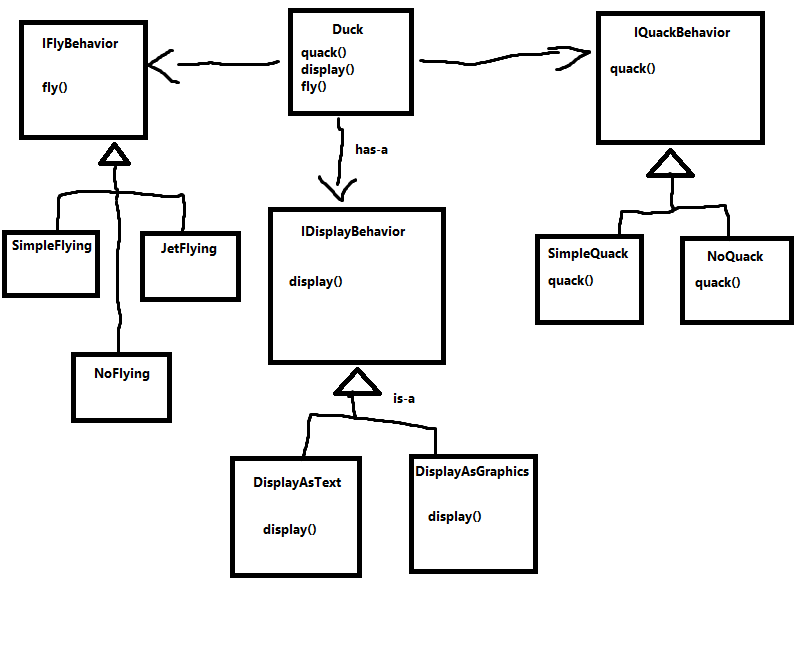 Duck
quack()
display()
fly()
IFlyBehavior
fly()
IQuackBehavior
quack()
has-a
SimpleFlying
JetFlying
NoFlying
IDisplayBehavior
display()
SimpleQuack
quack()
NoQuack
quack()
is-a
DisplayAsText
display()
DisplayAsGraphics
display()